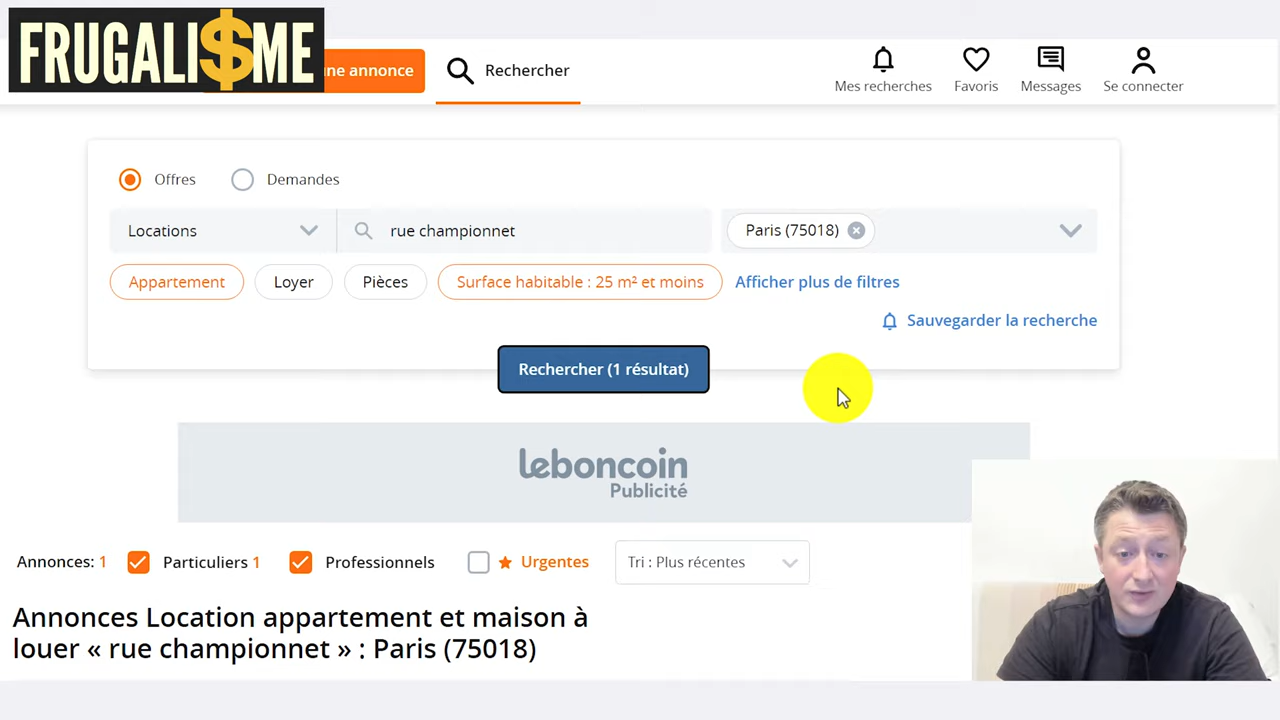 FRUGALI$ME
ne annonce
Rechercher
Mes recherches
Favoris
Messages
Se connecter
Offres
Demandes
Locations
rue championnet
Paris (75018)
Appartement
Loyer
Pièces
Surface habitable : 25 m² et moins
Afficher plus de filtres
Sauvegarder la recherche
Rechercher (1 résultat)
leboncoin
Publicité
Annonces: 1
Particuliers 1
Professionnels
Urgentes
Tri : Plus récentes
Annonces Location appartement et maison à
louer « rue championnet » : Paris (75018)